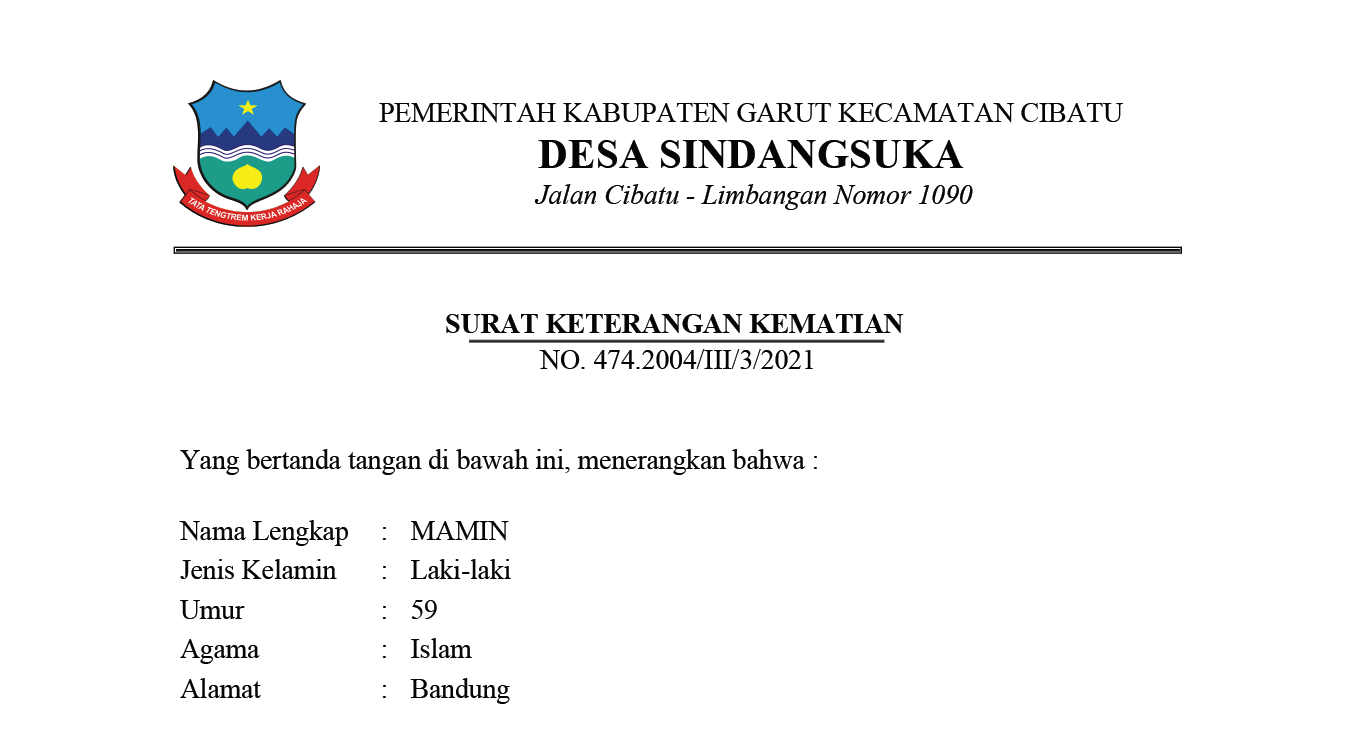 PEMERINTAH KABUPATEN GARUT KECAMATAN CIBATU
DESA SINDANGSUKA
Jalan Cibatu - Limbangan Nomor 1090
TATA TENGTREM KERJA RAHAJA
SURAT KETERANGAN KEMATIAN
NO. 474.2004/III/3/2021
Yang bertanda tangan di bawah ini, menerangkan bahwa :
Nama Lengkap : MAMIN
Jenis Kelamin : Laki-laki
Umur : 59
Agama : Islam
Alamat : Bandung